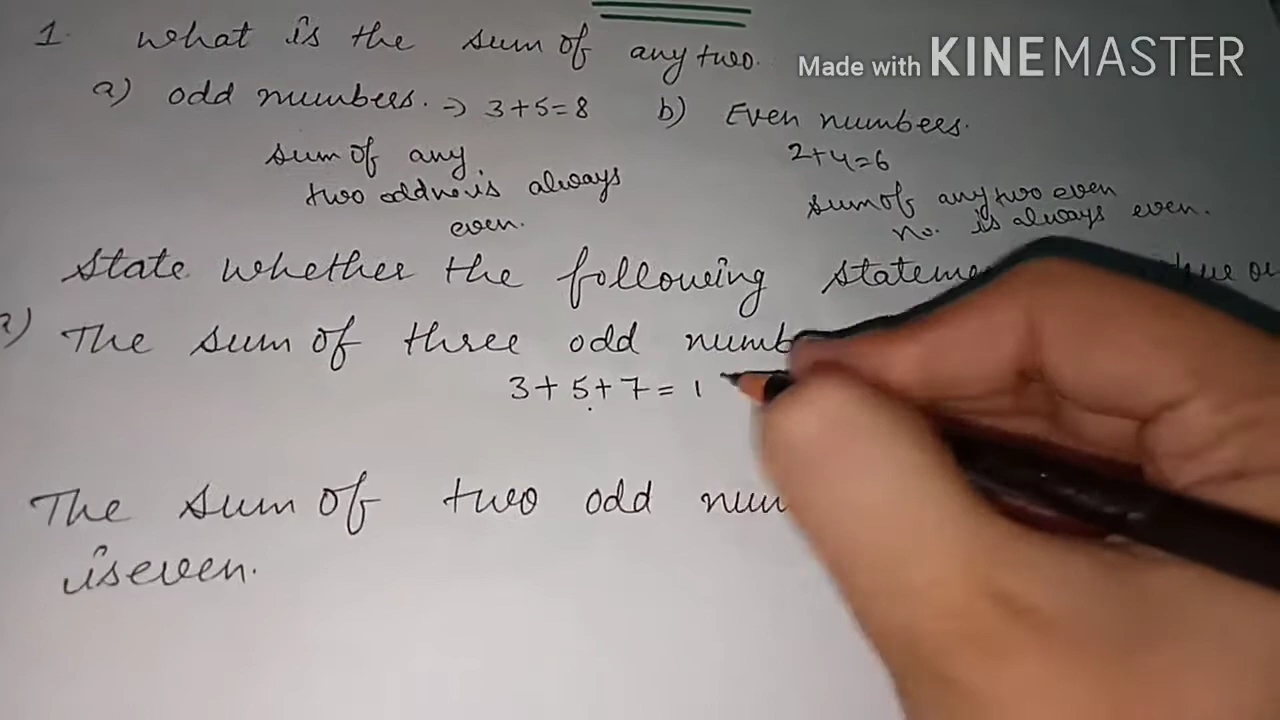 1. What is the sum of any two.
Made with KINEMASTER
a) odd numbers. → 3+5=8
b) Even numbers.
sum of any
two odd no is always
even.
2+4=6
sum of any two even
no. is always even.
State whether the following
The sum of three odd
3+5+7=1
The sum of two odd
is even.